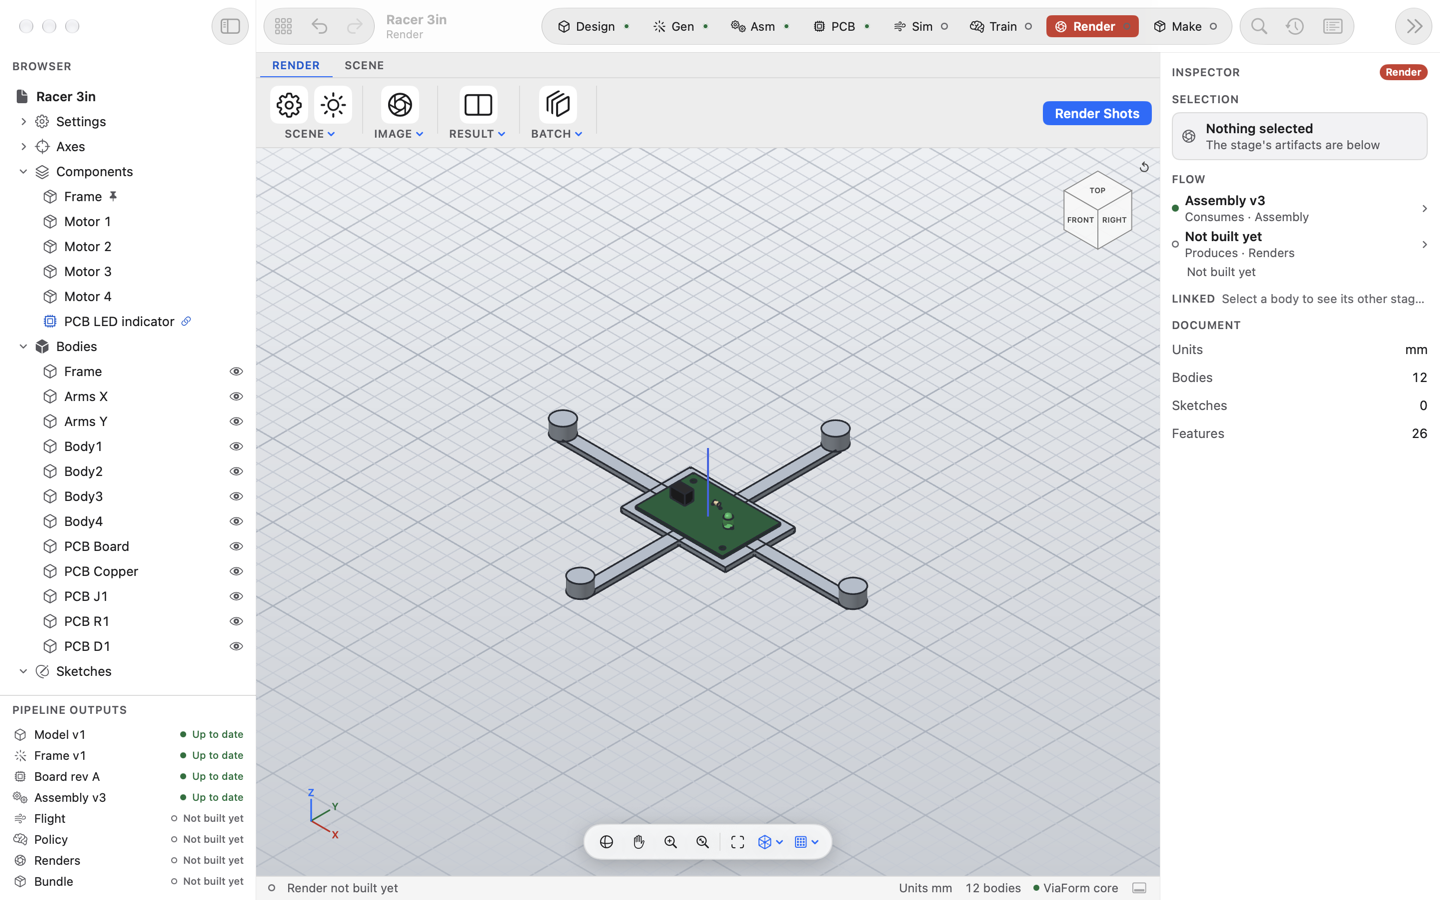 Racer 3in
Render
Design
Gen
Asm
PCB
Sim
Train
Render
Make
BROWSER
Racer 3in
Settings
Axes
Components
Frame
Motor 1
Motor 2
Motor 3
Motor 4
PCB LED indicator
Bodies
Frame
Arms X
Arms Y
Body1
Body2
Body3
Body4
PCB Board
PCB Copper
PCB J1
PCB R1
PCB D1
Sketches
PIPELINE OUTPUTS
Model v1 Up to date
Frame v1 Up to date
Board rev A Up to date
Assembly v3 Up to date
Flight Not built yet
Policy Not built yet
Renders Not built yet
Bundle Not built yet
RENDER SCENE
SCENE IMAGE RESULT BATCH
Render Shots
TOP
FRONT RIGHT
Z
Y
X
Render not built yet
Units mm 12 bodies ViaForm core
INSPECTOR Render
SELECTION
Nothing selected
The stage's artifacts are below
FLOW
Assembly v3
Consumes · Assembly
Not built yet
Produces · Renders
Not built yet
LINKED Select a body to see its other stag...
DOCUMENT
Units mm
Bodies 12
Sketches 0
Features 26